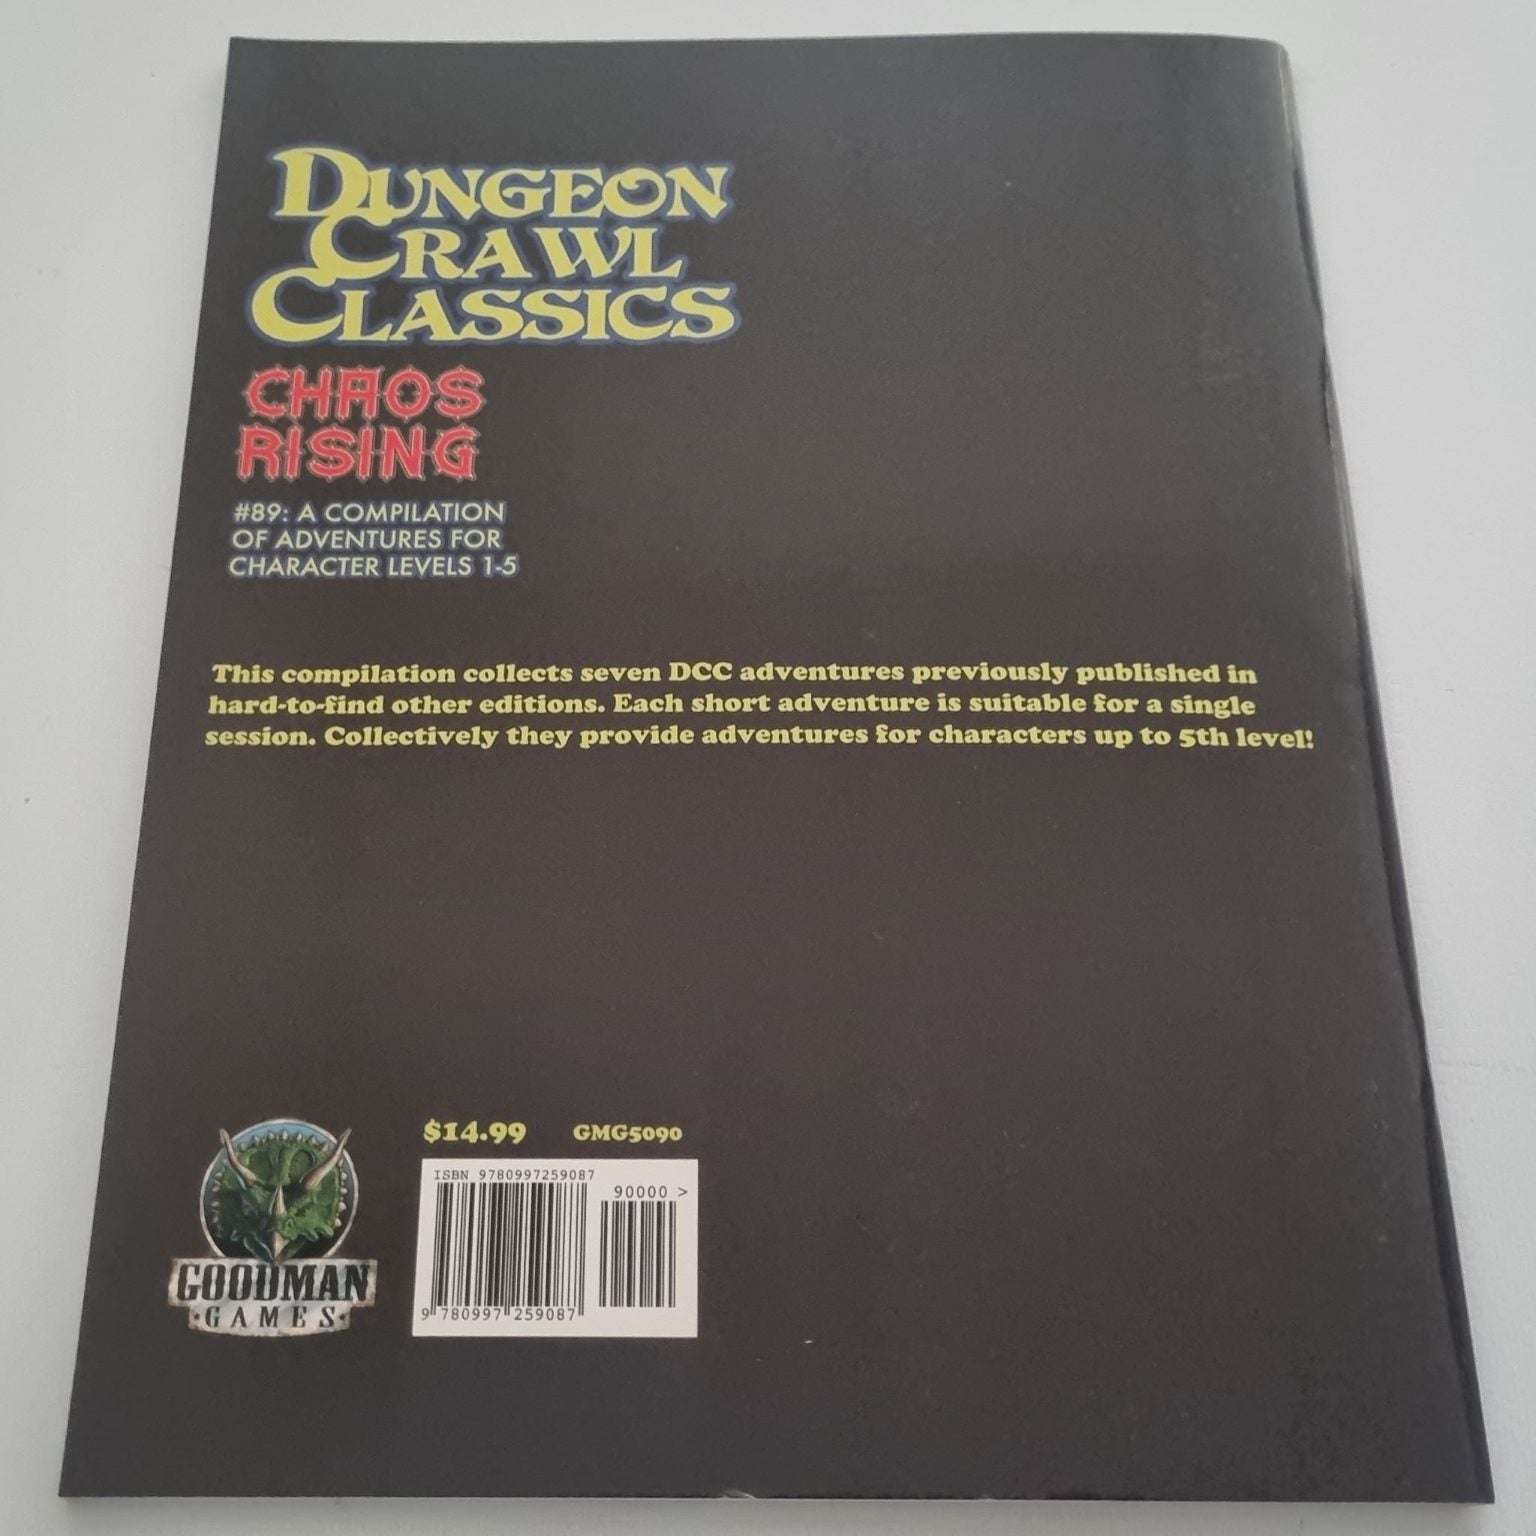 DUNGEON
CRAWL
CLASSICS
CHAOS
RISING
#89: A COMPILATION
OF ADVENTURES FOR
CHARACTER LEVELS 1-5
This compilation collects seven DCC adventures previously published in
hard-to-find other editions. Each short adventure is suitable for a single
session. Collectively they provide adventures for characters up to 5th level!
$14.99 GMG5090
ISBN 9780997259087
90000 >
9 780997 259087
GOODMAN
·GAMES·